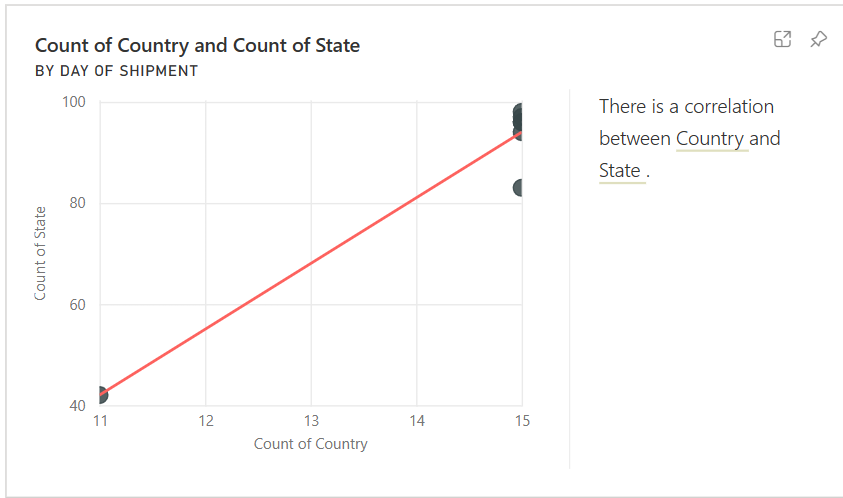 Count of Country and Count of State
BY DAY OF SHIPMENT
100
80
60
40
Count of State
11 12 13 14 15
Count of Country
There is a correlation
between Country and
State .